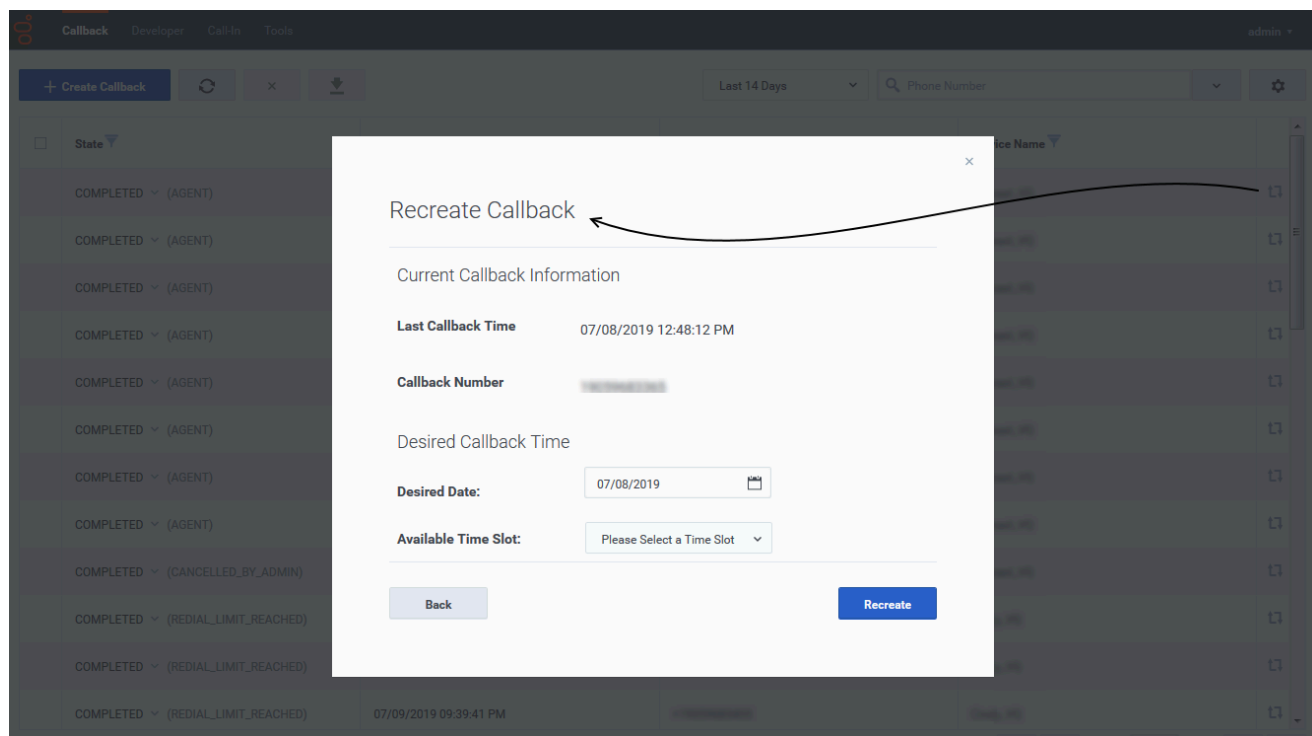 Callback Developer Call-In Tools admin
+ Create Callback × Last 14 Days Phone Number
State ice Name
×
COMPLETED (AGENT)
Recreate Callback
COMPLETED (AGENT)
Current Callback Information
COMPLETED (AGENT)
Last Callback Time 07/08/2019 12:48:12 PM
COMPLETED (AGENT)
Callback Number
COMPLETED (AGENT)
COMPLETED (AGENT)
Desired Callback Time
COMPLETED (AGENT)
Desired Date: 07/08/2019
COMPLETED (AGENT)
Available Time Slot: Please Select a Time Slot
COMPLETED (CANCELLED_BY_ADMIN)
Back Recreate
COMPLETED (REDIAL_LIMIT_REACHED)
COMPLETED (REDIAL_LIMIT_REACHED)
COMPLETED (REDIAL_LIMIT_REACHED) 07/09/2019 09:39:41 PM